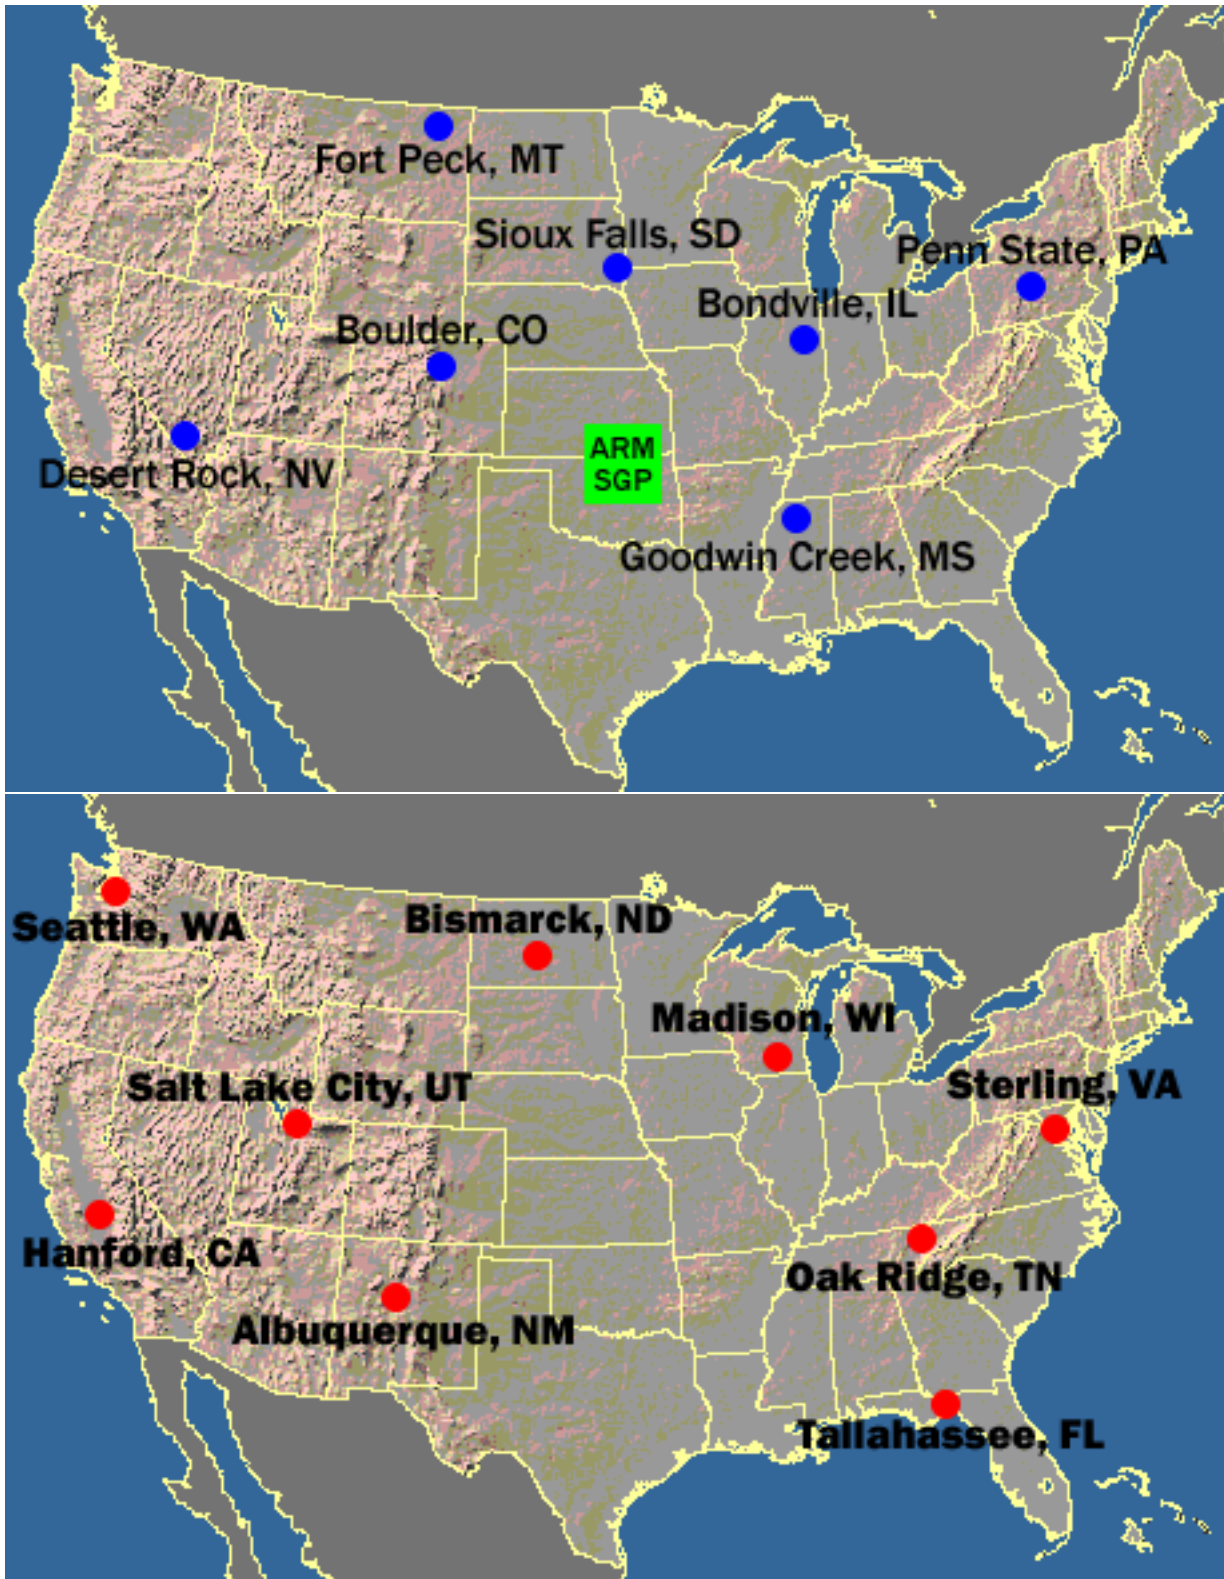 Fort Peck, MT
Sioux Falls, SD
Penn State, PA
Bondville, IL
Boulder, CO
ARM
SGP
Desert Rock, NV
Goodwin Creek, MS
Seattle, WA
Bismarck, ND
Madison, WI
Salt Lake City, UT
Sterling, VA
Hanford, CA
Oak Ridge, TN
Albuquerque, NM
Tallahassee, FL